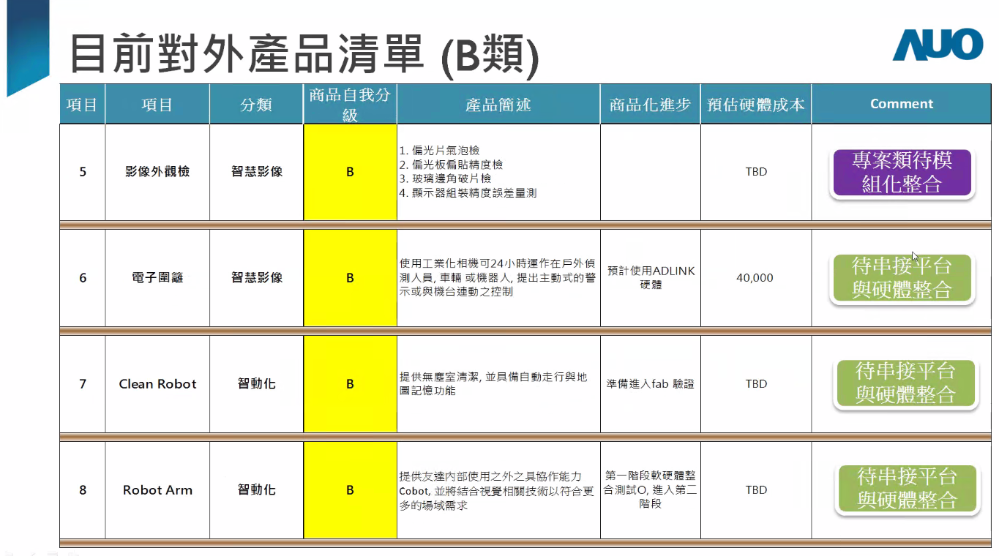 目前對外產品清單 (B類)
AUO
項目
項目
分類
商品自我分
級
產品簡述
商品化進步
預估硬體成本
Comment
5
影像外觀檢
智慧影像
B
1. 偏光片氣泡檢
2. 偏光板偏貼精度檢
3. 玻璃邊角破片檢
4. 顯示器組裝精度誤差量測
TBD
專案類待模
組化整合
6
電子圍籬
智慧影像
B
使用工業化相機可24小時運作在戶外偵
測人員, 車輛 或機器人, 提出主動式的警
示或與機台連動之控制
預計使用ADLINK
硬體
40,000
待串接平台
與硬體整合
7
Clean Robot
智動化
B
提供無塵室清潔, 並具備自動走行與地
圖記憶功能
準備進入fab 驗證
TBD
待串接平台
與硬體整合
8
Robot Arm
智動化
B
提供友達內部使用之外之具協作能力
Cobot, 並將結合視覺相關技術以符合更
多的場域需求
第一階段軟硬體整
合測試O, 進入第二
階段
TBD
待串接平台
與硬體整合